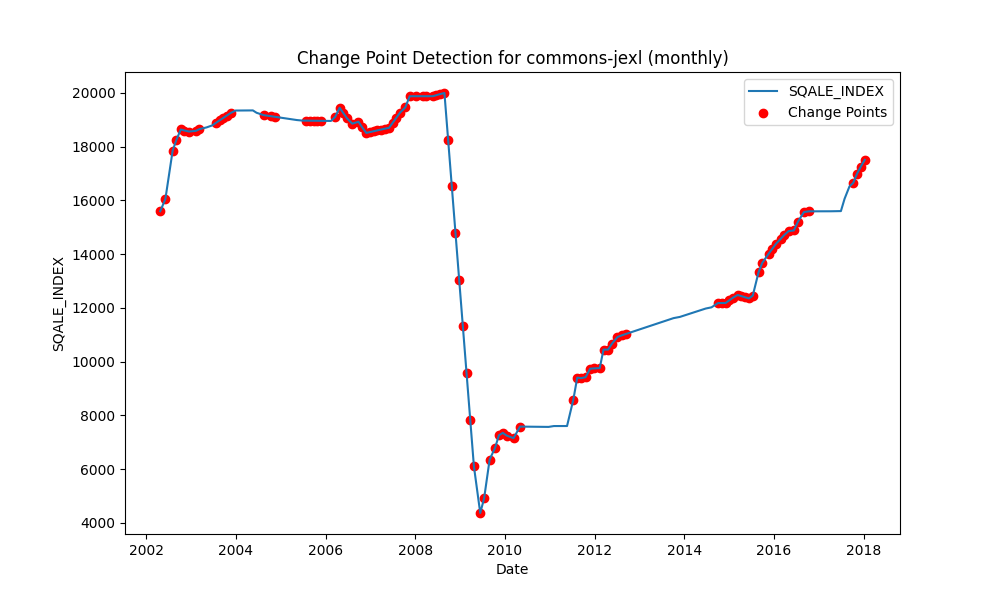 Change Point Detection for commons-jexl (monthly)
SQALE_INDEX
Change Points
20000
18000
16000
14000
12000
10000
8000
6000
4000
SQALE_INDEX
2002 2004 2006 2008 2010 2012 2014 2016 2018
Date